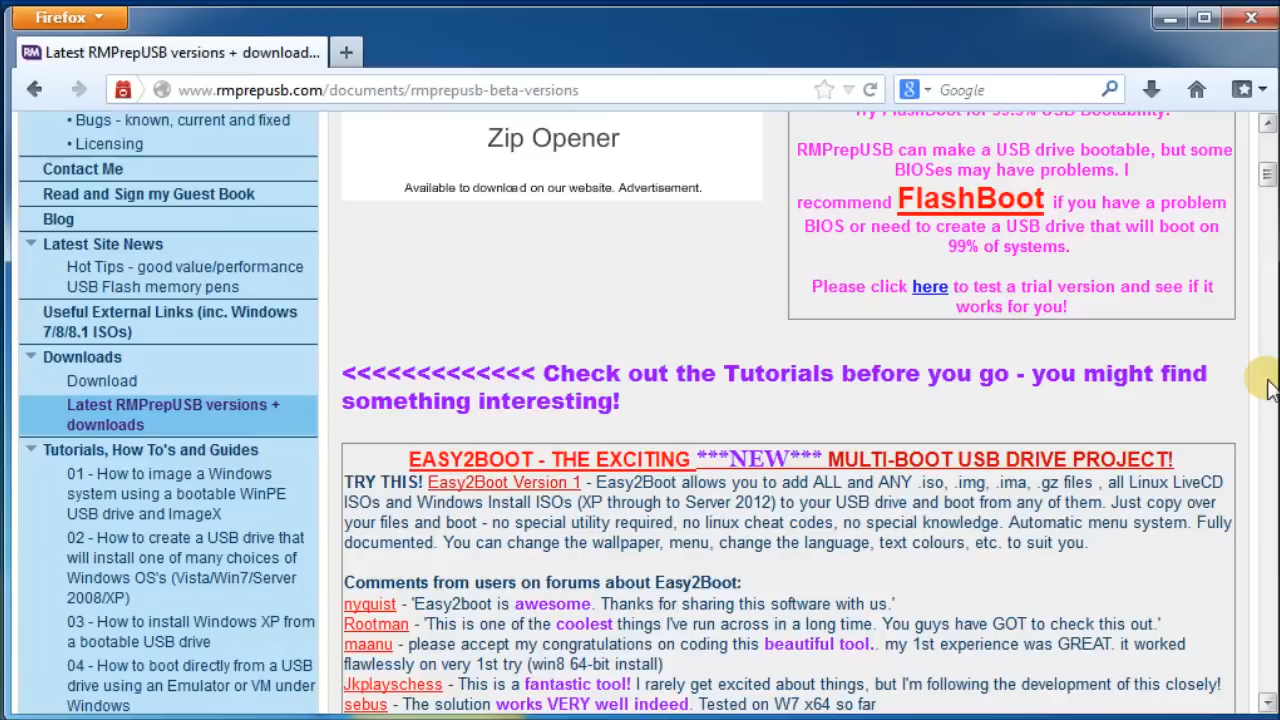 Firefox
Latest RMPrepUSB versions + download...
www.rmprepusb.com/documents/rmprepusb-beta-versions
Google
• Bugs - known, current and fixed
• Licensing
Contact Me
Read and Sign my Guest Book
Blog
Latest Site News
Hot Tips - good value/performance
USB Flash memory pens
Useful External Links (inc. Windows
7/8/8.1 ISOs)
Downloads
Download
Latest RMPrepUSB versions +
downloads
Tutorials, How To's and Guides
01 - How to image a Windows
system using a bootable WinPE
USB drive and ImageX
02 - How to create a USB drive that
will install one of many choices of
Windows OS's (Vista/Win7/Server
2008/XP)
03 - How to install Windows XP from
a bootable USB drive
04 - How to boot directly from a USB
drive using an Emulator or VM under
Windows
Zip Opener
Available to download on our website. Advertisement.
Try FlashBoot for 99.9% USB Bootability!
RMPrepUSB can make a USB drive bootable, but some
BIOSes may have problems. I
recommend FlashBoot if you have a problem
BIOS or need to create a USB drive that will boot on
99% of systems.
Please click here to test a trial version and see if it
works for you!
<<<<<<<<<<<<< Check out the Tutorials before you go - you might find
something interesting!
EASY2BOOT - THE EXCITING ***NEW*** MULTI-BOOT USB DRIVE PROJECT!
TRY THIS! Easy2Boot Version 1 - Easy2Boot allows you to add ALL and ANY .iso, .img, .ima, .gz files , all Linux LiveCD
ISOs and Windows Install ISOs (XP through to Server 2012) to your USB drive and boot from any of them. Just copy over
your files and boot - no special utility required, no linux cheat codes, no special knowledge. Automatic menu system. Fully
documented. You can change the wallpaper, menu, change the language, text colours, etc. to suit you.
Comments from users on forums about Easy2Boot:
nyquist - 'Easy2boot is awesome. Thanks for sharing this software with us.'
Rootman - 'This is one of the coolest things I've run across in a long time. You guys have GOT to check this out.'
maanu - please accept my congratulations on coding this beautiful tool.. my 1st experience was GREAT. it worked
flawlessly on very 1st try (win8 64-bit install)
Jkplayschess - This is a fantastic tool! I rarely get excited about things, but I'm following the development of this closely!
sebus - The solution works VERY well indeed. Tested on W7 x64 so far